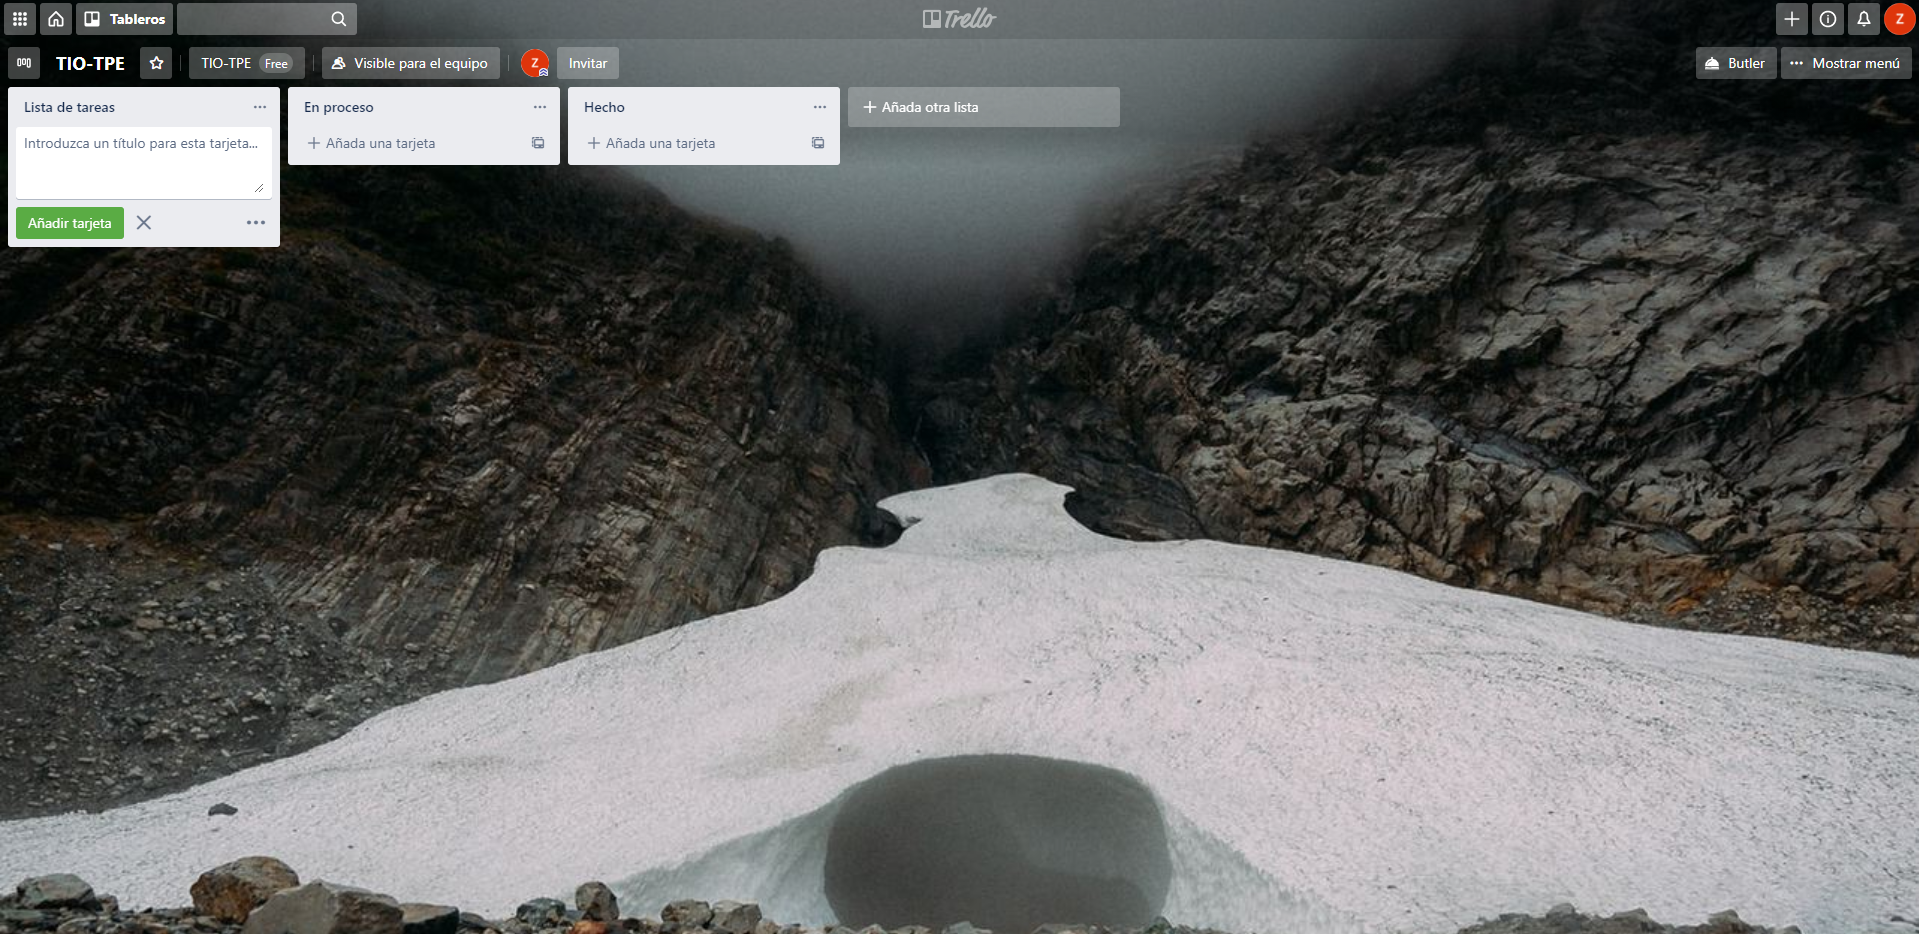 Tableros
Trello
Z
TIO-TPE
TIO-TPE Free
Visible para el equipo
Z
Invitar
Butler
Mostrar menú
Lista de tareas
Introduzca un título para esta tarjeta...
Añadir tarjeta
En proceso
Añada una tarjeta
Hecho
Añada una tarjeta
Añada otra lista